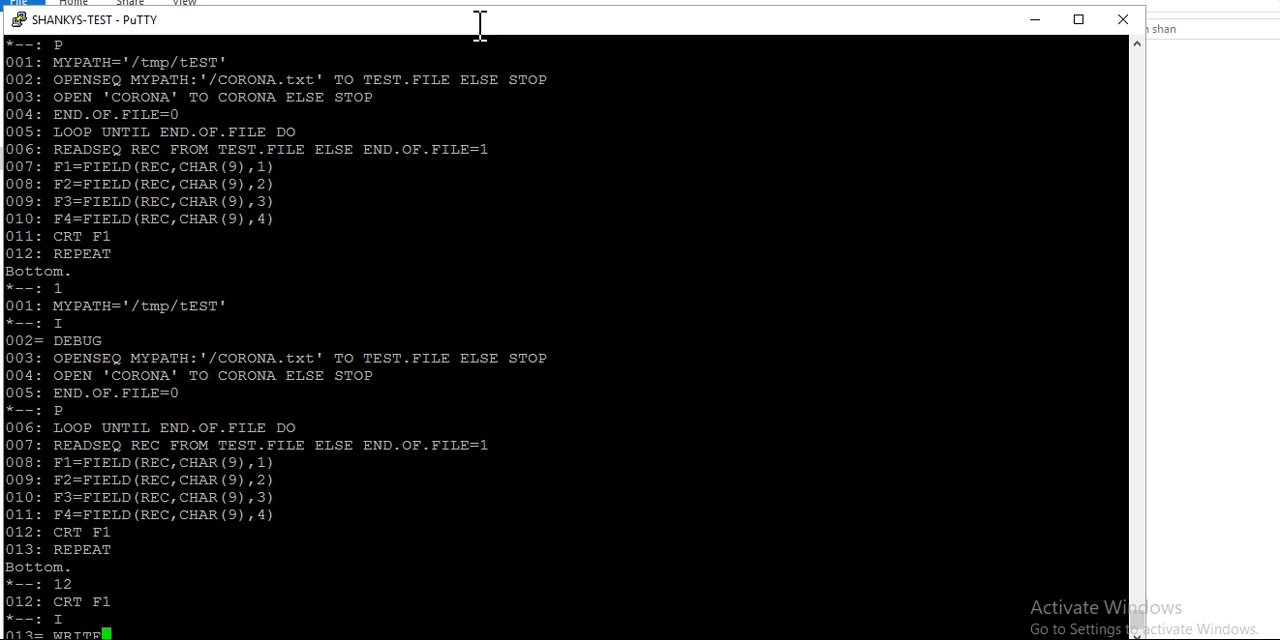 File Home Share View
SHANKYS-TEST - PuTTY
shan
*--: P
001: MYPATH='/tmp/tEST'
002: OPENSEQ MYPATH:'/CORONA.txt' TO TEST.FILE ELSE STOP
003: OPEN 'CORONA' TO CORONA ELSE STOP
004: END.OF.FILE=0
005: LOOP UNTIL END.OF.FILE DO
006: READSEQ REC FROM TEST.FILE ELSE END.OF.FILE=1
007: F1=FIELD(REC,CHAR(9),1)
008: F2=FIELD(REC,CHAR(9),2)
009: F3=FIELD(REC,CHAR(9),3)
010: F4=FIELD(REC,CHAR(9),4)
011: CRT F1
012: REPEAT
Bottom.
*--: 1
001: MYPATH='/tmp/tEST'
*--: I
002= DEBUG
003: OPENSEQ MYPATH:'/CORONA.txt' TO TEST.FILE ELSE STOP
004: OPEN 'CORONA' TO CORONA ELSE STOP
005: END.OF.FILE=0
*--: P
006: LOOP UNTIL END.OF.FILE DO
007: READSEQ REC FROM TEST.FILE ELSE END.OF.FILE=1
008: F1=FIELD(REC,CHAR(9),1)
009: F2=FIELD(REC,CHAR(9),2)
010: F3=FIELD(REC,CHAR(9),3)
011: F4=FIELD(REC,CHAR(9),4)
012: CRT F1
013: REPEAT
Bottom.
*--: 12
012: CRT F1
*--: I
013= WRITE
Activate Windows
Go to Settings to activate Windows.